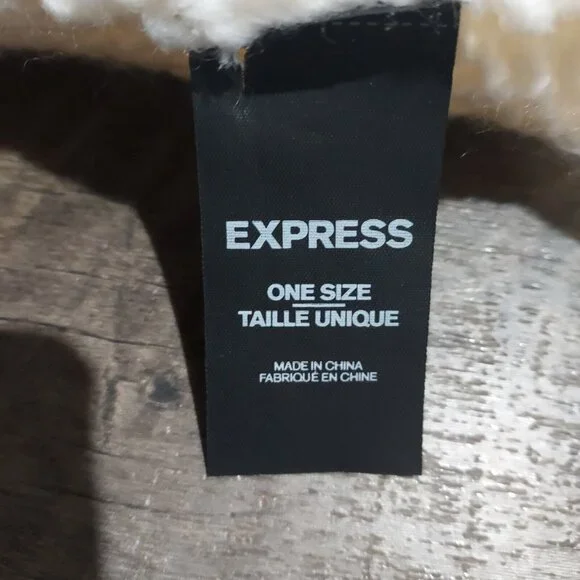 EXPRESS
ONE SIZE
TAILLE UNIQUE
MADE IN CHINA
FABRIQUÉ EN CHINE